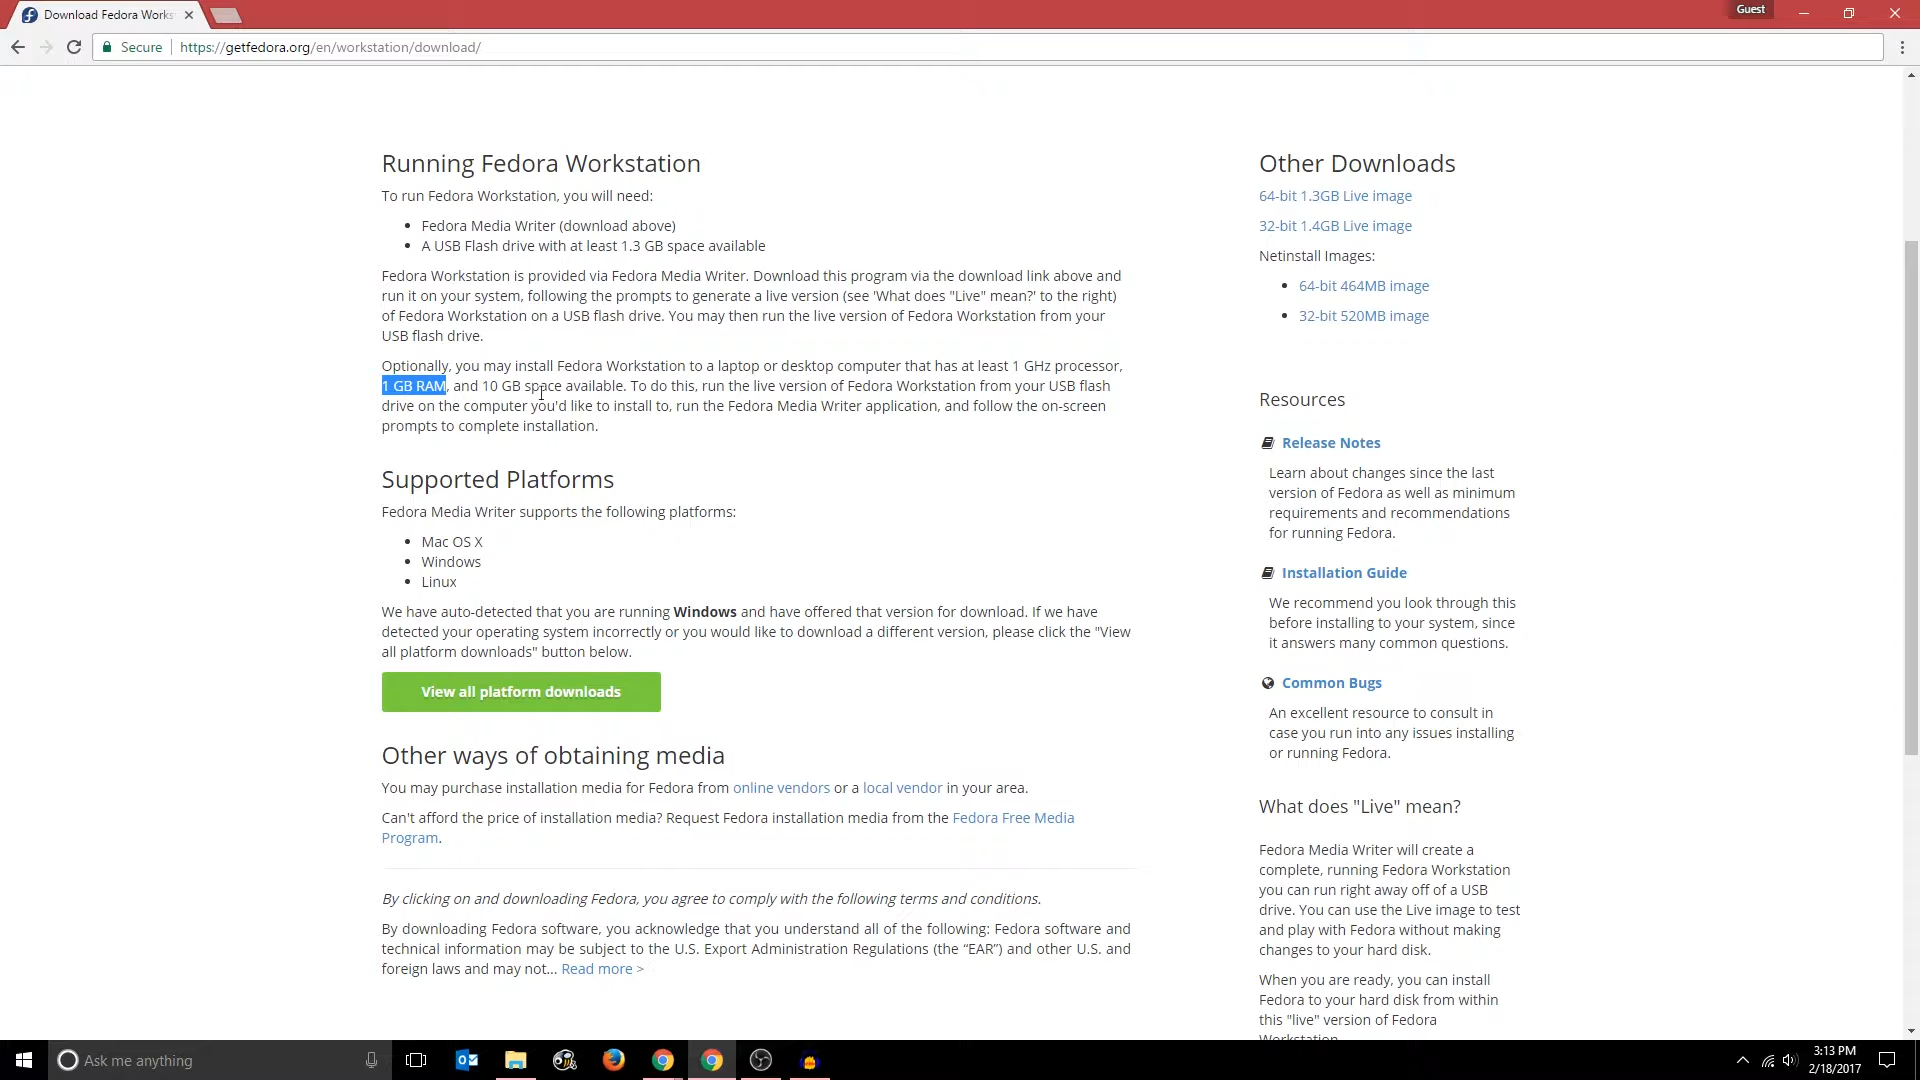 Download Fedora Works
Guest
Secure
https://getfedora.org/en/workstation/download/
Running Fedora Workstation
To run Fedora Workstation, you will need:
Fedora Media Writer (download above)
A USB Flash drive with at least 1.3 GB space available
Fedora Workstation is provided via Fedora Media Writer. Download this program via the download link above and
run it on your system, following the prompts to generate a live version (see 'What does "Live" mean?' to the right)
of Fedora Workstation on a USB flash drive. You may then run the live version of Fedora Workstation from your
USB flash drive.
Optionally, you may install Fedora Workstation to a laptop or desktop computer that has at least 1 GHz processor,
1 GB RAM, and 10 GB space available. To do this, run the live version of Fedora Workstation from your USB flash
drive on the computer you'd like to install to, run the Fedora Media Writer application, and follow the on-screen
prompts to complete installation.
Supported Platforms
Fedora Media Writer supports the following platforms:
Mac OS X
Windows
Linux
We have auto-detected that you are running Windows and have offered that version for download. If we have
detected your operating system incorrectly or you would like to download a different version, please click the "View
all platform downloads" button below.
View all platform downloads
Other ways of obtaining media
You may purchase installation media for Fedora from online vendors or a local vendor in your area.
Can't afford the price of installation media? Request Fedora installation media from the Fedora Free Media
Program.
By clicking on and downloading Fedora, you agree to comply with the following terms and conditions.
By downloading Fedora software, you acknowledge that you understand all of the following: Fedora software and
technical information may be subject to the U.S. Export Administration Regulations (the “EAR”) and other U.S. and
foreign laws and may not... Read more >
Other Downloads
64-bit 1.3GB Live image
32-bit 1.4GB Live image
Netinstall Images:
64-bit 464MB image
32-bit 520MB image
Resources
Release Notes
Learn about changes since the last
version of Fedora as well as minimum
requirements and recommendations
for running Fedora.
Installation Guide
We recommend you look through this
before installing to your system, since
it answers many common questions.
Common Bugs
An excellent resource to consult in
case you run into any issues installing
or running Fedora.
What does "Live" mean?
Fedora Media Writer will create a
complete, running Fedora Workstation
you can run right away off of a USB
drive. You can use the Live image to test
and play with Fedora without making
changes to your hard disk.
When you are ready, you can install
Fedora to your hard disk from within
this "live" version of Fedora
Workstation.
Ask me anything
3:13 PM
2/18/2017